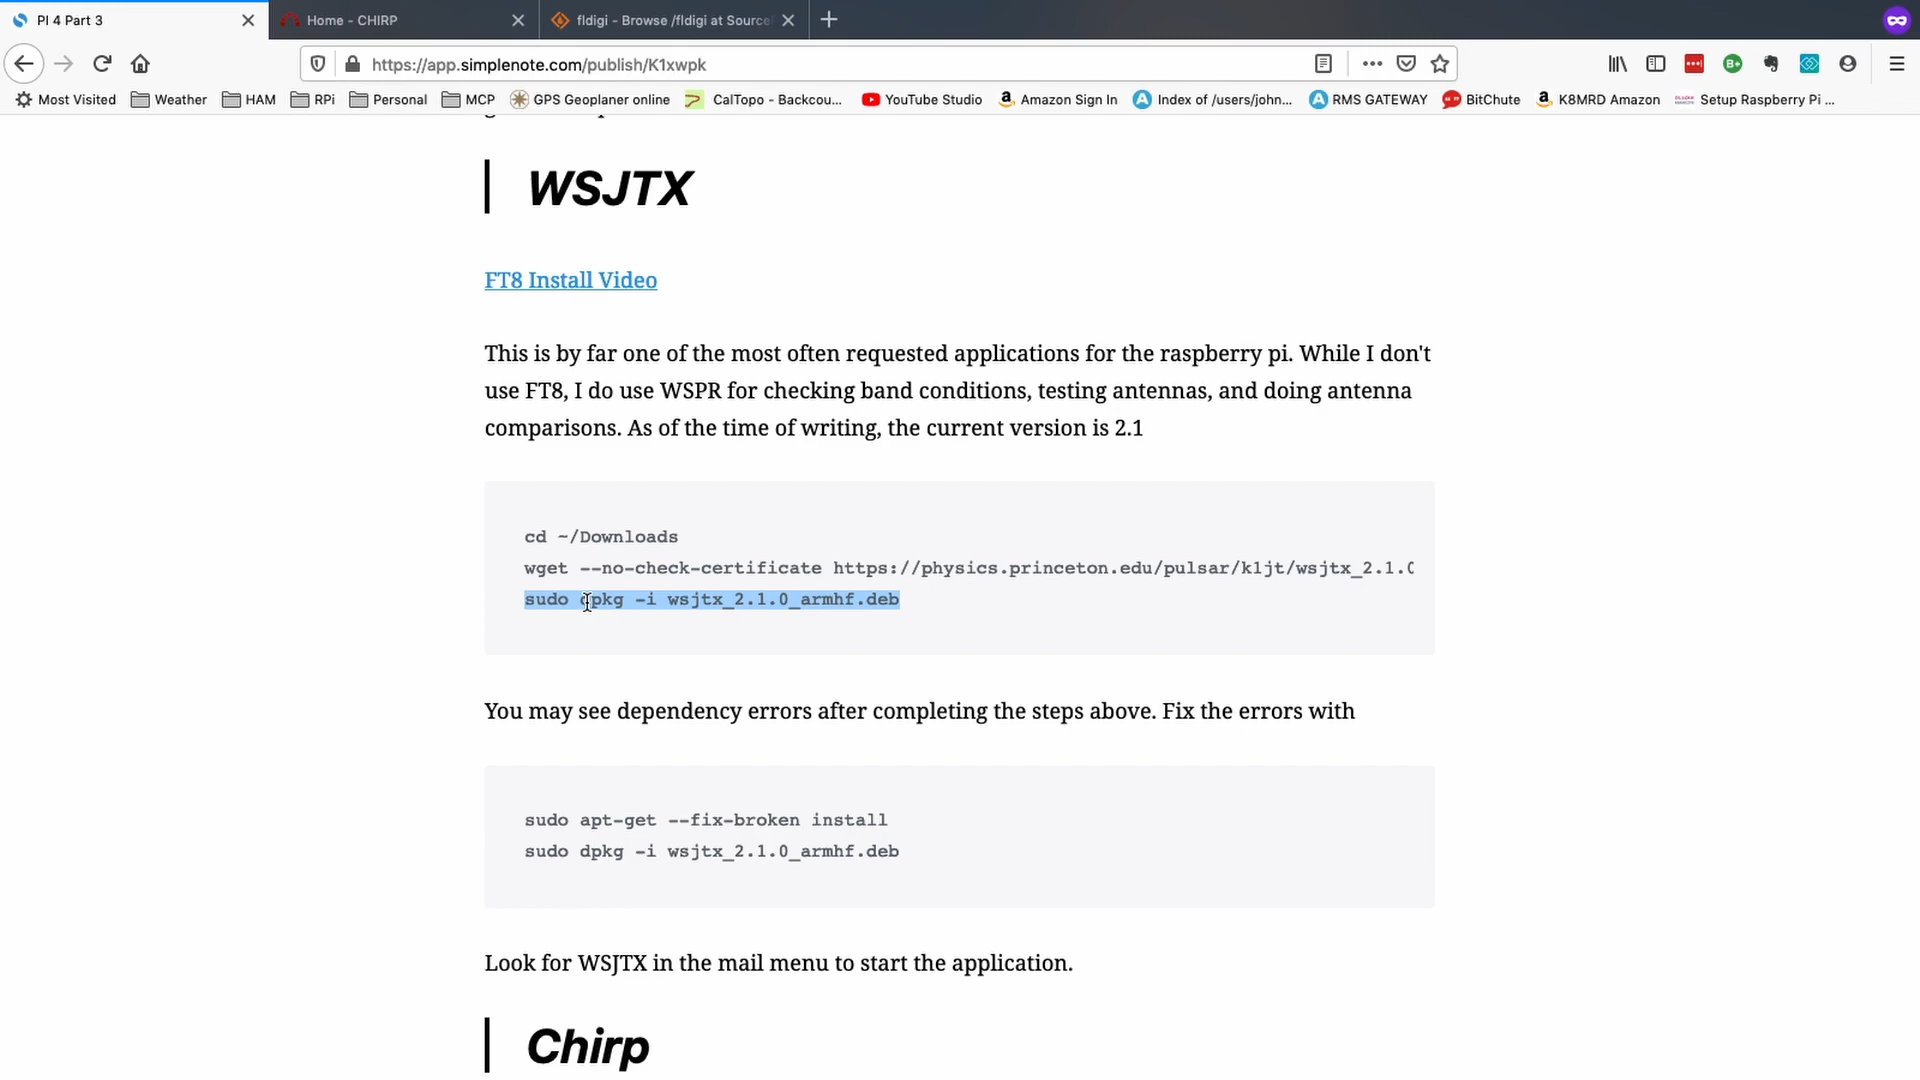 PI 4 Part 3
Home - CHIRP
fldigi - Browse /fldigi at Source
https://app.simplenote.com/publish/K1xwpk
Most Visited
Weather
HAM
RPi
Personal
MCP
GPS Geoplaner online
CalTopo - Backcou...
YouTube Studio
Amazon Sign In
Index of /users/john...
RMS GATEWAY
BitChute
K8MRD Amazon
Setup Raspberry Pi ...
WSJTX
FT8 Install Video
This is by far one of the most often requested applications for the raspberry pi. While I don't
use FT8, I do use WSPR for checking band conditions, testing antennas, and doing antenna
comparisons. As of the time of writing, the current version is 2.1
cd ~/Downloads
wget --no-check-certificate https://physics.princeton.edu/pulsar/k1jt/wsjtx_2.1.0
sudo dpkg -i wsjtx_2.1.0_armhf.deb
You may see dependency errors after completing the steps above. Fix the errors with
sudo apt-get --fix-broken install
sudo dpkg -i wsjtx_2.1.0_armhf.deb
Look for WSJTX in the mail menu to start the application.
Chirp